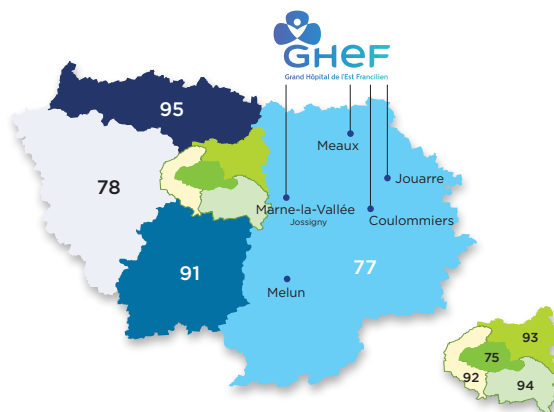 GHeF
Grand Hôpital de l'Est Francilien
95
Meaux
78
Jouarre
Marne-la-Vallée
Jossigny
Coulommiers
91
77
Melun
93
75
92
94